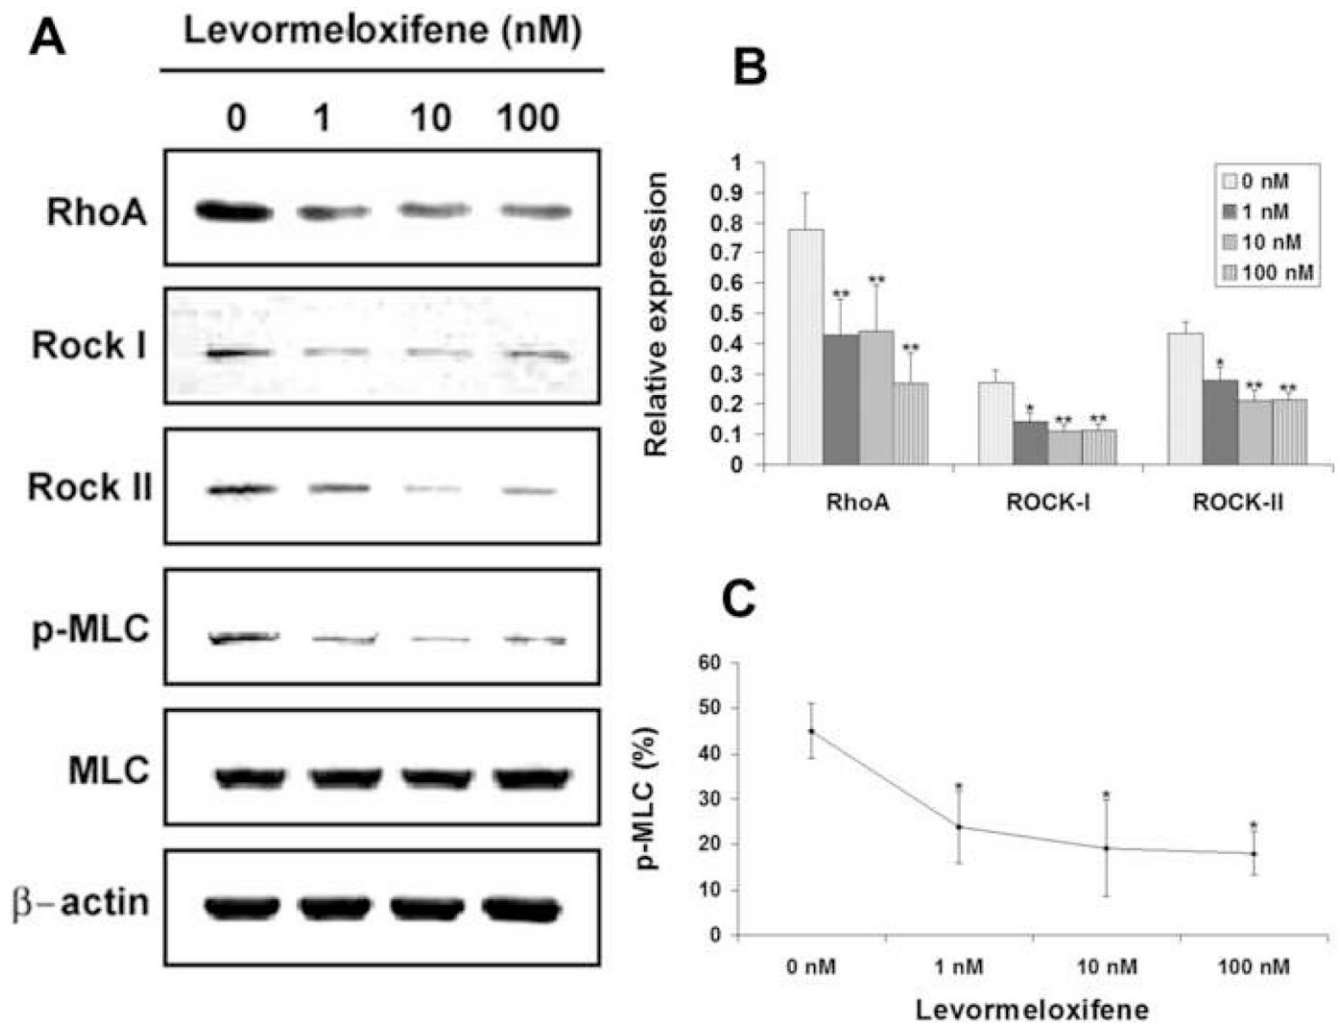 A
Levormeloxifene (nM)
0 1 10 100
RhoA
Rock I
Rock II
p-MLC
MLC
β-actin
B
Relative expression
1
0.9
0.8
0.7
0.6
0.5
0.4
0.3
0.2
0.1
0
0 nM
1 nM
10 nM
100 nM
** ** **
* ** **
* ** **
RhoA ROCK-I ROCK-II
C
p-MLC (%)
60
50
40
30
20
10
0
* * *
0 nM 1 nM 10 nM 100 nM
Levormeloxifene